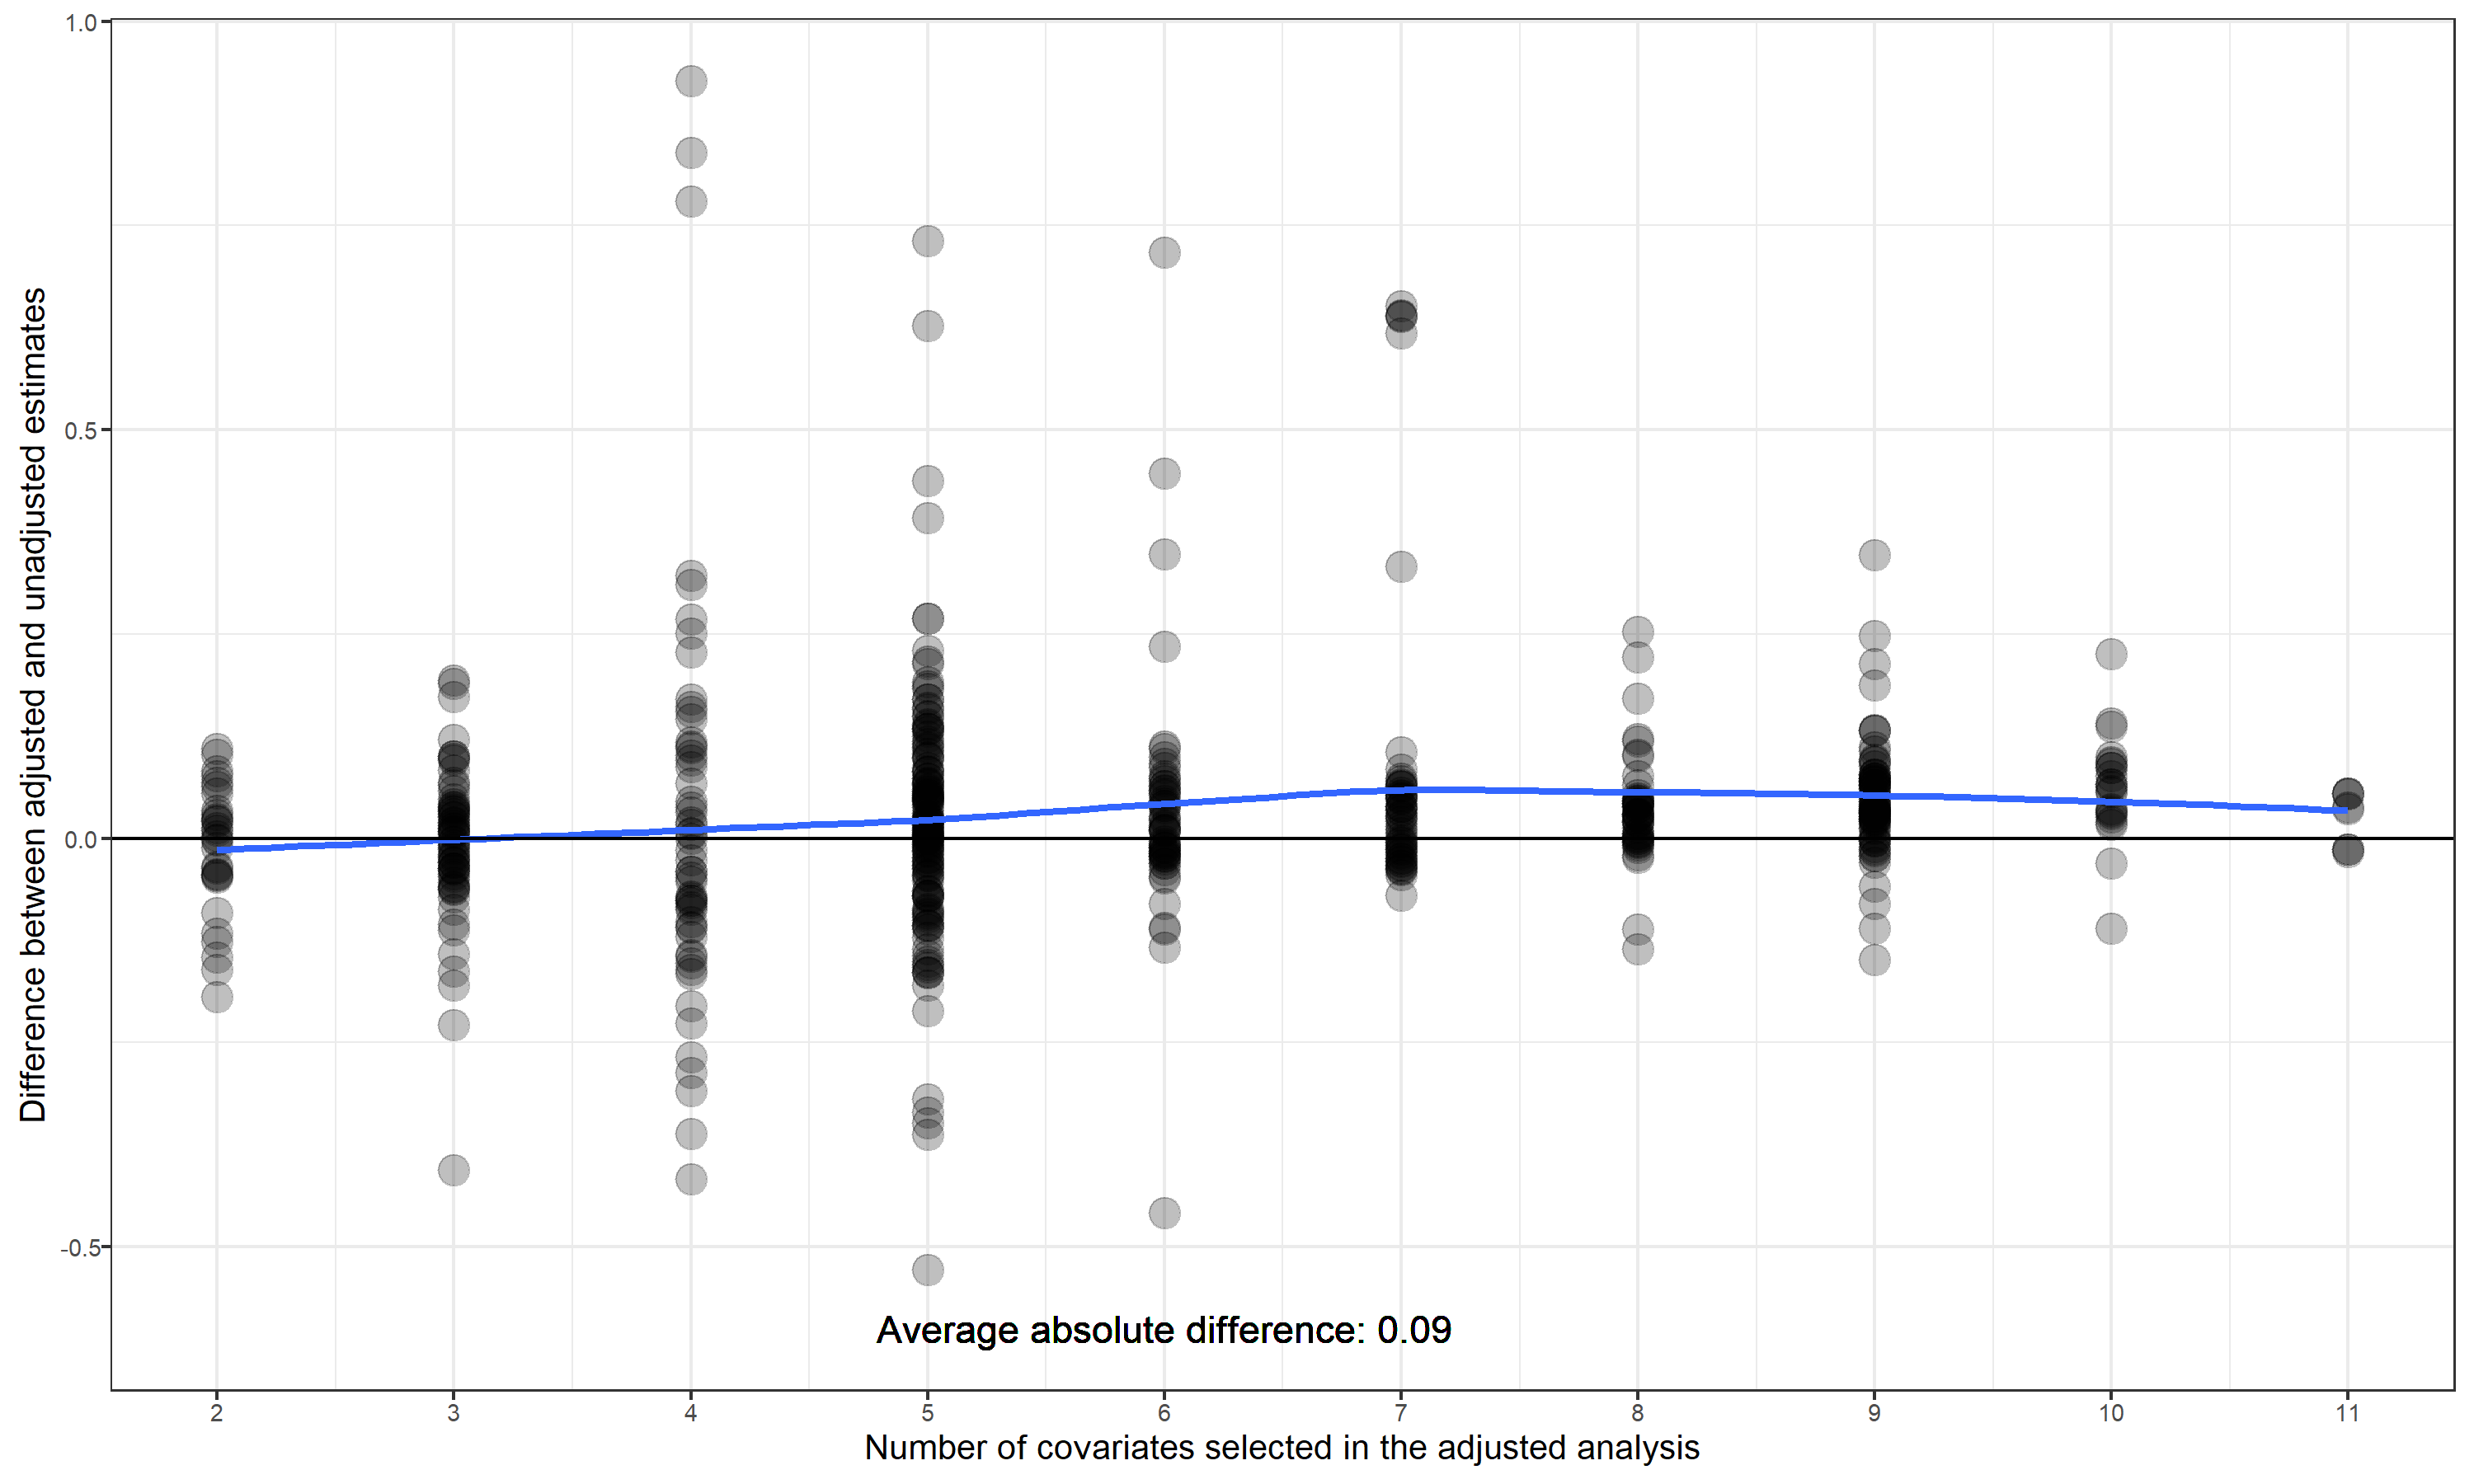 Difference between adjusted and unadjusted estimates
1.0
0.5
0.0
-0.5
Average absolute difference: 0.09
2 3 4 5 6 7 8 9 10 11
Number of covariates selected in the adjusted analysis